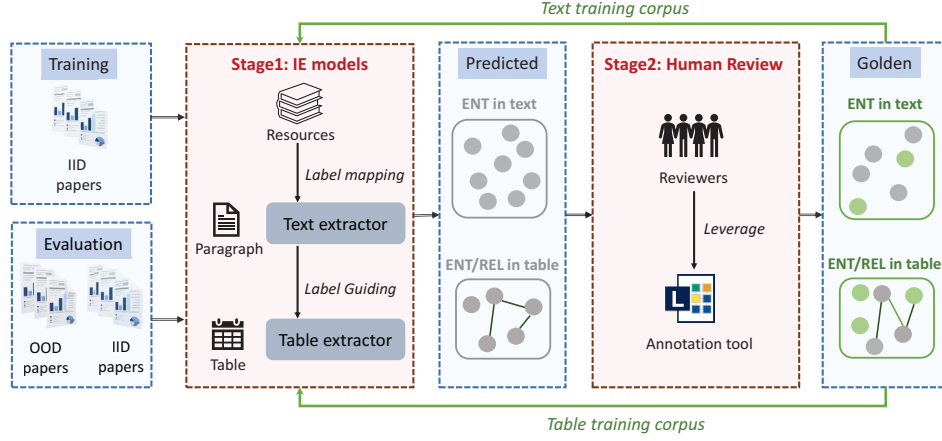 Text training corpus
Training
IID
papers
Evaluation
OOD
papers
IID
papers
Stage1: IE models
Resources
Label mapping
Paragraph
Text extractor
Label Guiding
Table
Table extractor
Predicted
ENT in text
ENT/REL in table
Stage2: Human Review
Reviewers
Leverage
L
Annotation tool
Golden
ENT in text
ENT/REL in table
Table training corpus